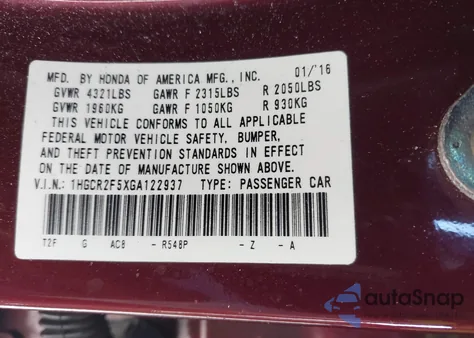 MFD. BY HONDA OF AMERICA MFG., INC. 01/'16
GVWR 4321LBS GAWR F 2315LBS R 2050LBS
GVWR 1960KG GAWR F 1050KG R 930KG
THIS VEHICLE CONFORMS TO ALL APPLICABLE
FEDERAL MOTOR VEHICLE SAFETY, BUMPER,
AND THEFT PREVENTION STANDARDS IN EFFECT
ON THE DATE OF MANUFACTURE SHOWN ABOVE.
V.I.N.: 1HGCR2F5XGA122937 TYPE: PASSENGER CAR
T2F G AC8 - R548P - Z - A
autoSnap